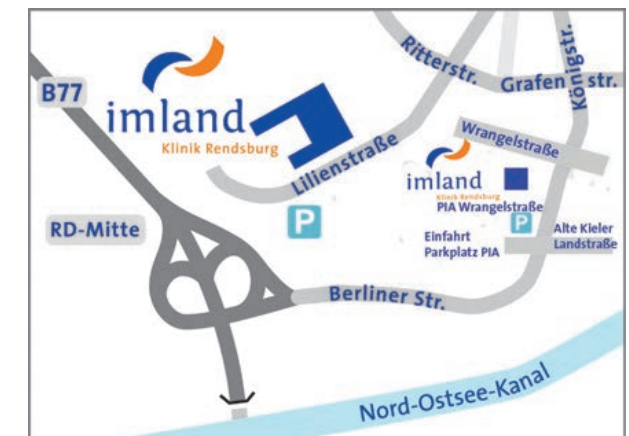 Ritterstr.
Grafen str.
Königstr.
B77
imland
Klinik Rendsburg
Lilienstraße
Wrangelstraße
imland
Klinik Rendsburg
PIA Wrangelstraße
P
P
RD-Mitte
Einfahrt
Parkplatz PIA
Alte Kieler
Landstraße
Berliner Str.
Nord-Ostsee-Kanal